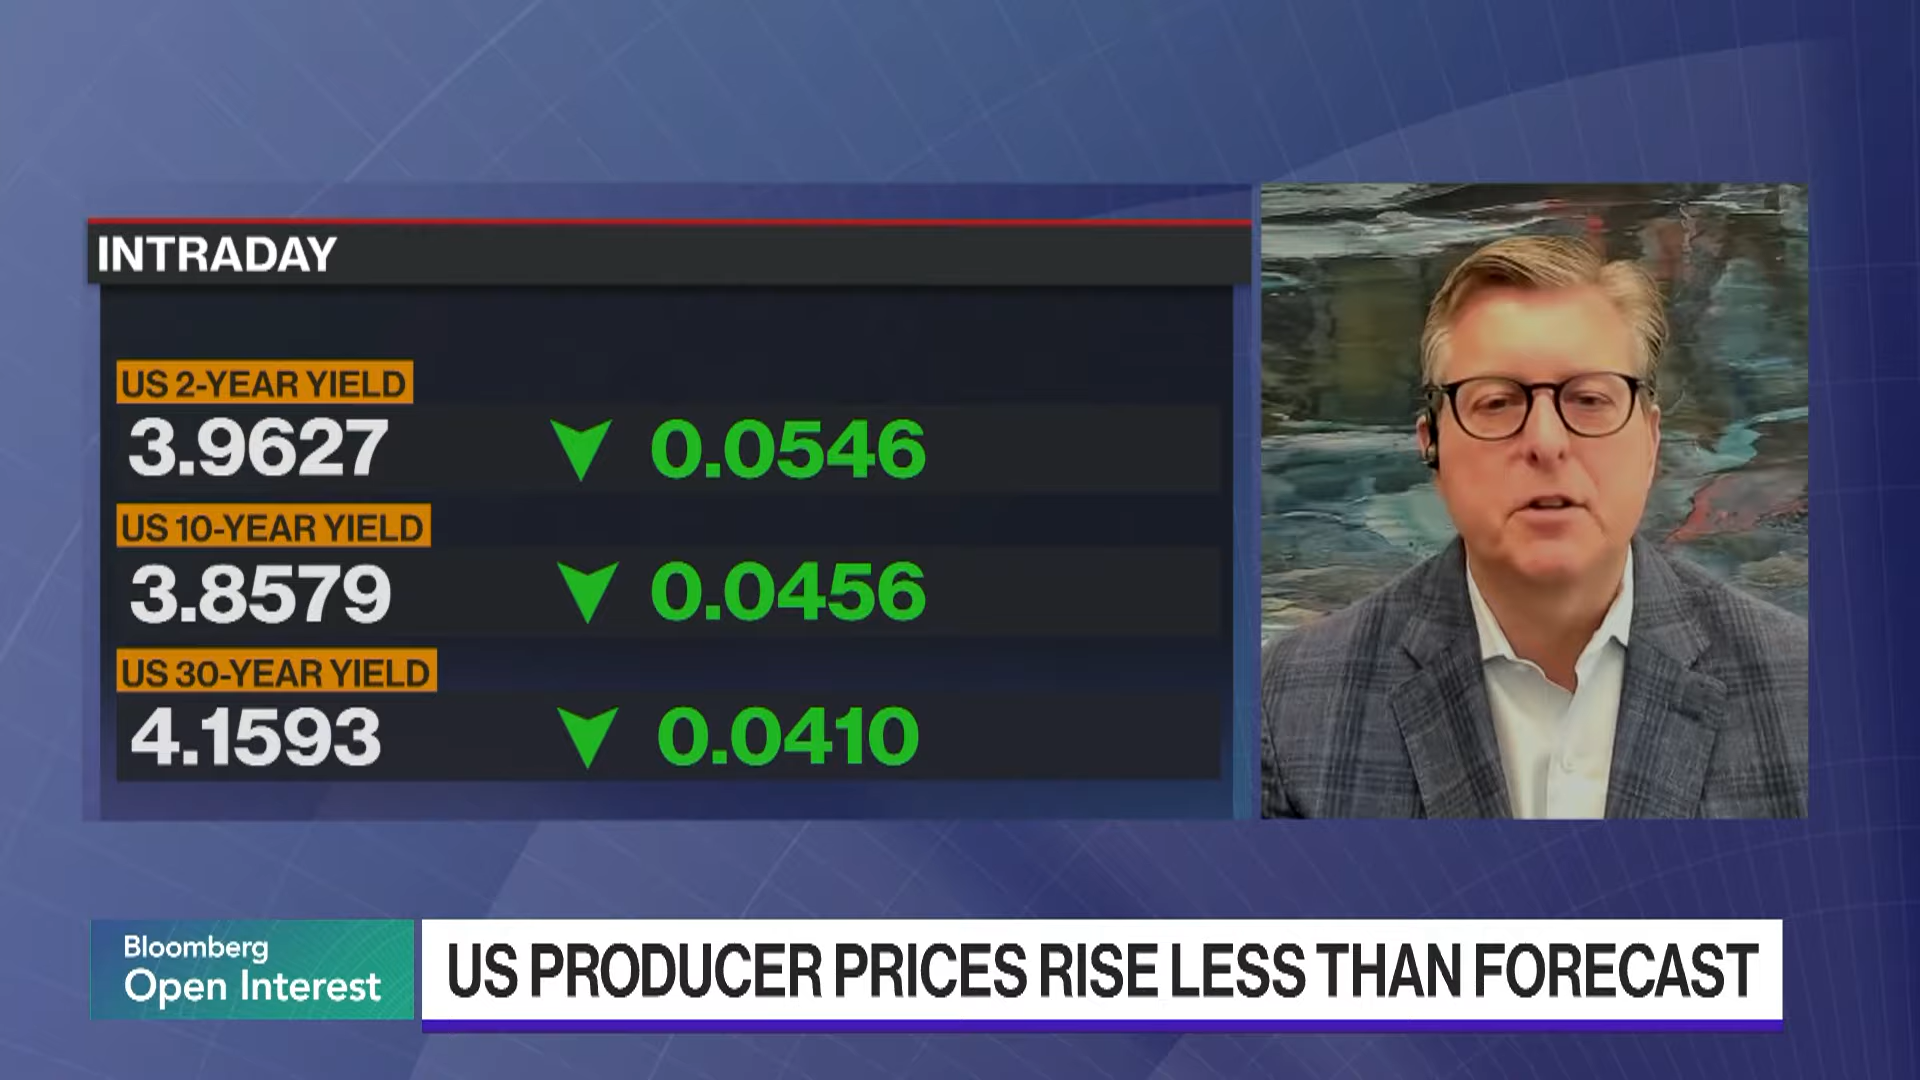 INTRADAY
US 2-YEAR YIELD
3.9627 0.0546
US 10-YEAR YIELD
3.8579 0.0456
US 30-YEAR YIELD
4.1593 0.0410
Bloomberg
Open Interest
US PRODUCER PRICES RISE LESS THAN FORECAST